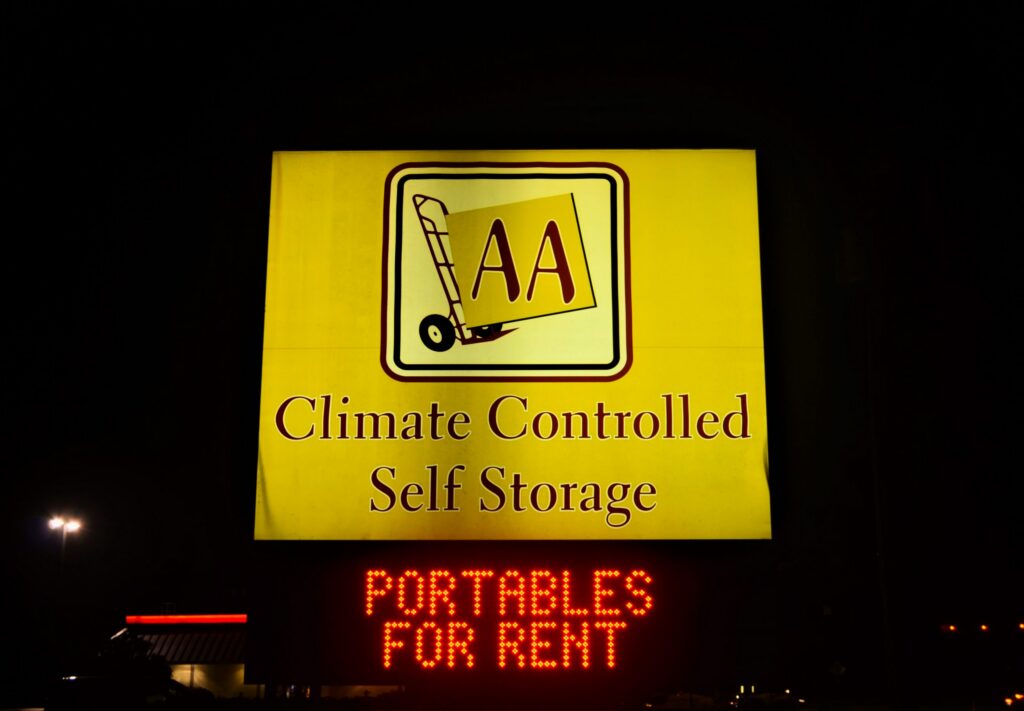 AA
Climate Controlled
Self Storage
PORTABLES
FOR RENT